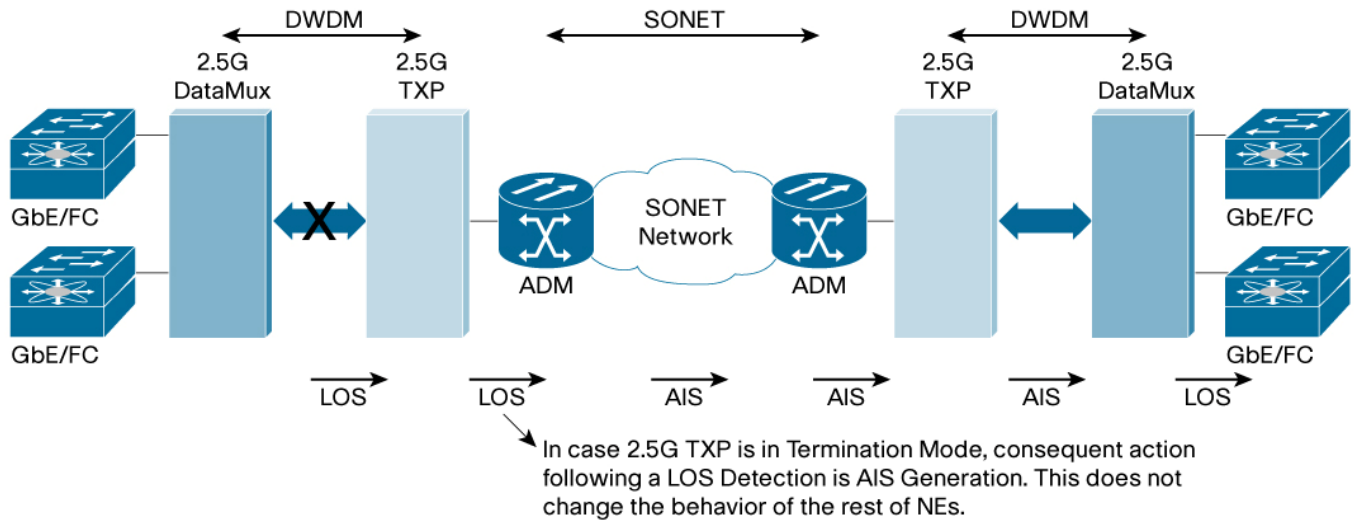 DWDM
SONET
DWDM
2.5G
DataMux
2.5G
TXP
2.5G
TXP
2.5G
DataMux
GbE/FC
GbE/FC
ADM
SONET
Network
ADM
GbE/FC
GbE/FC
X
LOS
LOS
AIS
AIS
AIS
LOS
In case 2.5G TXP is in Termination Mode, consequent action
following a LOS Detection is AIS Generation. This does not
change the behavior of the rest of NEs.